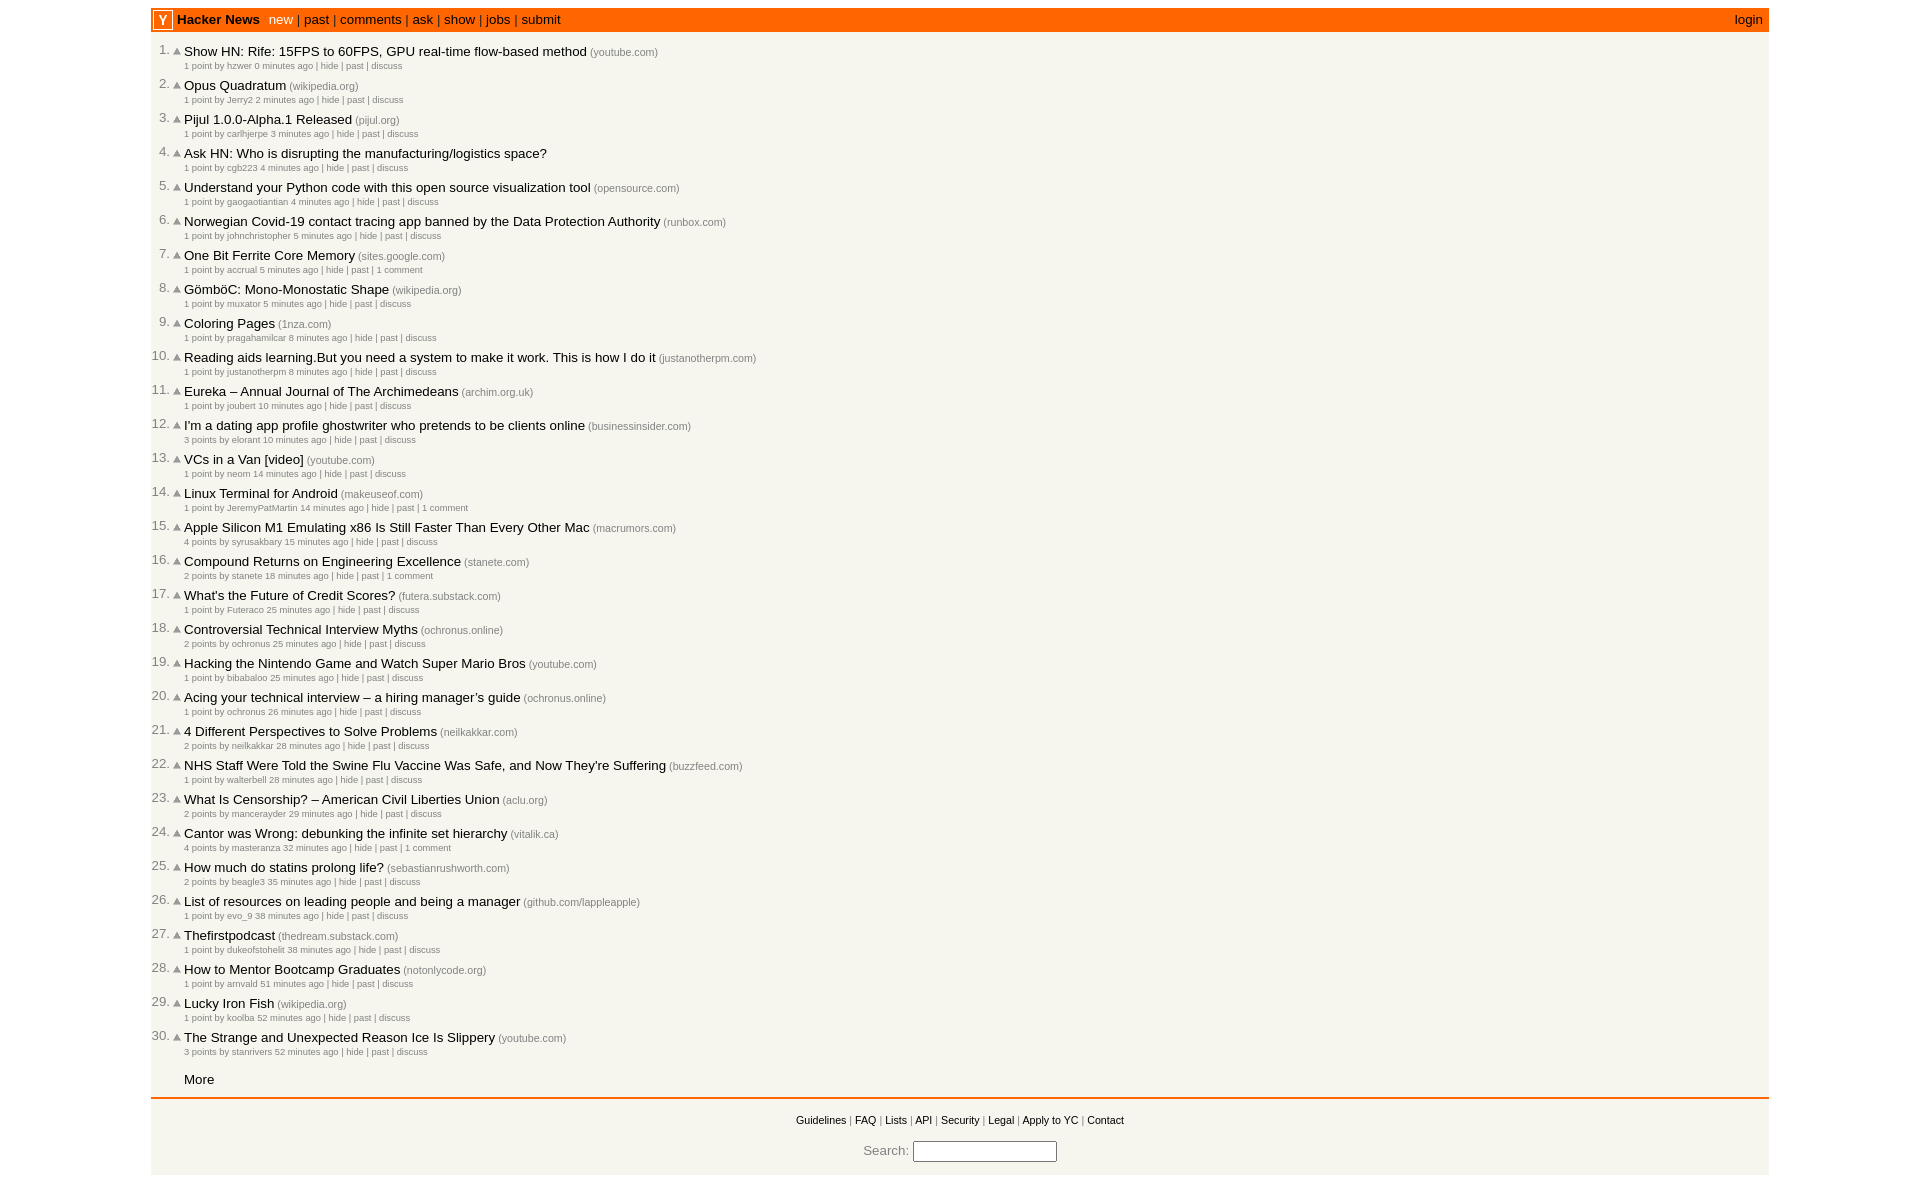 Y Hacker News new | past | comments | ask | show | jobs | submit login
1. Show HN: Rife: 15FPS to 60FPS, GPU real-time flow-based method (youtube.com)
1 point by hzwer 0 minutes ago | hide | past | discuss
2. Opus Quadratum (wikipedia.org)
1 point by Jerry2 2 minutes ago | hide | past | discuss
3. Pijul 1.0.0-Alpha.1 Released (pijul.org)
1 point by carlhjerpe 3 minutes ago | hide | past | discuss
4. Ask HN: Who is disrupting the manufacturing/logistics space?
1 point by cgb223 4 minutes ago | hide | past | discuss
5. Understand your Python code with this open source visualization tool (opensource.com)
1 point by gaogaotiantian 4 minutes ago | hide | past | discuss
6. Norwegian Covid-19 contact tracing app banned by the Data Protection Authority (runbox.com)
1 point by johnchristopher 5 minutes ago | hide | past | discuss
7. One Bit Ferrite Core Memory (sites.google.com)
1 point by accrual 5 minutes ago | hide | past | 1 comment
8. GömböC: Mono-Monostatic Shape (wikipedia.org)
1 point by muxator 5 minutes ago | hide | past | discuss
9. Coloring Pages (1nza.com)
1 point by pragahamilcar 8 minutes ago | hide | past | discuss
10. Reading aids learning.But you need a system to make it work. This is how I do it (justanotherpm.com)
1 point by justanotherpm 8 minutes ago | hide | past | discuss
11. Eureka – Annual Journal of The Archimedeans (archim.org.uk)
1 point by joubert 10 minutes ago | hide | past | discuss
12. I'm a dating app profile ghostwriter who pretends to be clients online (businessinsider.com)
3 points by elorant 10 minutes ago | hide | past | discuss
13. VCs in a Van [video] (youtube.com)
1 point by neom 14 minutes ago | hide | past | discuss
14. Linux Terminal for Android (makeuseof.com)
1 point by JeremyPatMartin 14 minutes ago | hide | past | 1 comment
15. Apple Silicon M1 Emulating x86 Is Still Faster Than Every Other Mac (macrumors.com)
4 points by syrusakbary 15 minutes ago | hide | past | discuss
16. Compound Returns on Engineering Excellence (stanete.com)
2 points by stanete 18 minutes ago | hide | past | 1 comment
17. What's the Future of Credit Scores? (futera.substack.com)
1 point by Futeraco 25 minutes ago | hide | past | discuss
18. Controversial Technical Interview Myths (ochronus.online)
2 points by ochronus 25 minutes ago | hide | past | discuss
19. Hacking the Nintendo Game and Watch Super Mario Bros (youtube.com)
1 point by bibabaloo 25 minutes ago | hide | past | discuss
20. Acing your technical interview – a hiring manager’s guide (ochronus.online)
1 point by ochronus 26 minutes ago | hide | past | discuss
21. 4 Different Perspectives to Solve Problems (neilkakkar.com)
2 points by neilkakkar 28 minutes ago | hide | past | discuss
22. NHS Staff Were Told the Swine Flu Vaccine Was Safe, and Now They're Suffering (buzzfeed.com)
1 point by walterbell 28 minutes ago | hide | past | discuss
23. What Is Censorship? – American Civil Liberties Union (aclu.org)
2 points by mancerayder 29 minutes ago | hide | past | discuss
24. Cantor was Wrong: debunking the infinite set hierarchy (vitalik.ca)
4 points by masteranza 32 minutes ago | hide | past | 1 comment
25. How much do statins prolong life? (sebastianrushworth.com)
2 points by beagle3 35 minutes ago | hide | past | discuss
26. List of resources on leading people and being a manager (github.com/lappleapple)
1 point by evo_9 38 minutes ago | hide | past | discuss
27. Thefirstpodcast (thedream.substack.com)
1 point by dukeofstohelit 38 minutes ago | hide | past | discuss
28. How to Mentor Bootcamp Graduates (notonlycode.org)
1 point by arnvald 51 minutes ago | hide | past | discuss
29. Lucky Iron Fish (wikipedia.org)
1 point by koolba 52 minutes ago | hide | past | discuss
30. The Strange and Unexpected Reason Ice Is Slippery (youtube.com)
3 points by stanrivers 52 minutes ago | hide | past | discuss
More
Guidelines | FAQ | Lists | API | Security | Legal | Apply to YC | Contact
Search: